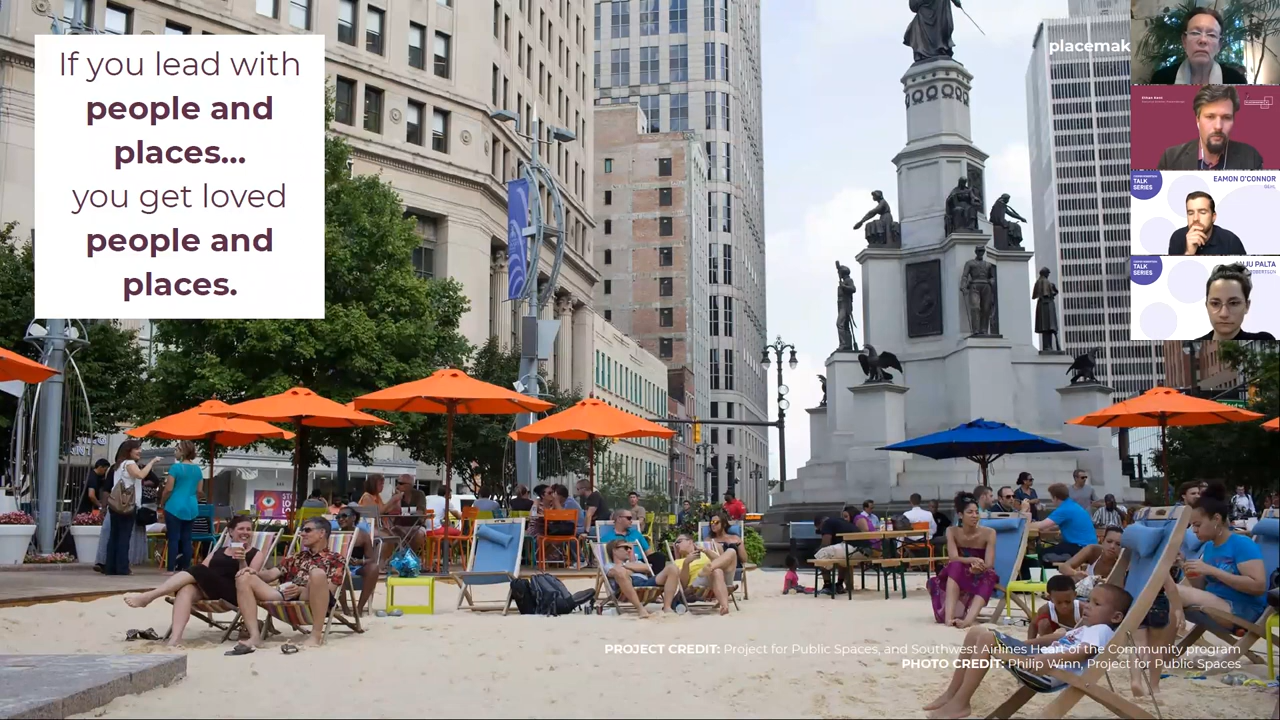 If you lead with
people and
places...
you get loved
people and
places.
placemak
TALK
SERIES
EAMON O'CONNOR
GEHL
TALK
SERIES
PALTA
PROJECT CREDIT: Project for Public Spaces, and Southwest Airlines Heart of the Community program
PHOTO CREDIT: Philip Winn, Project for Public Spaces